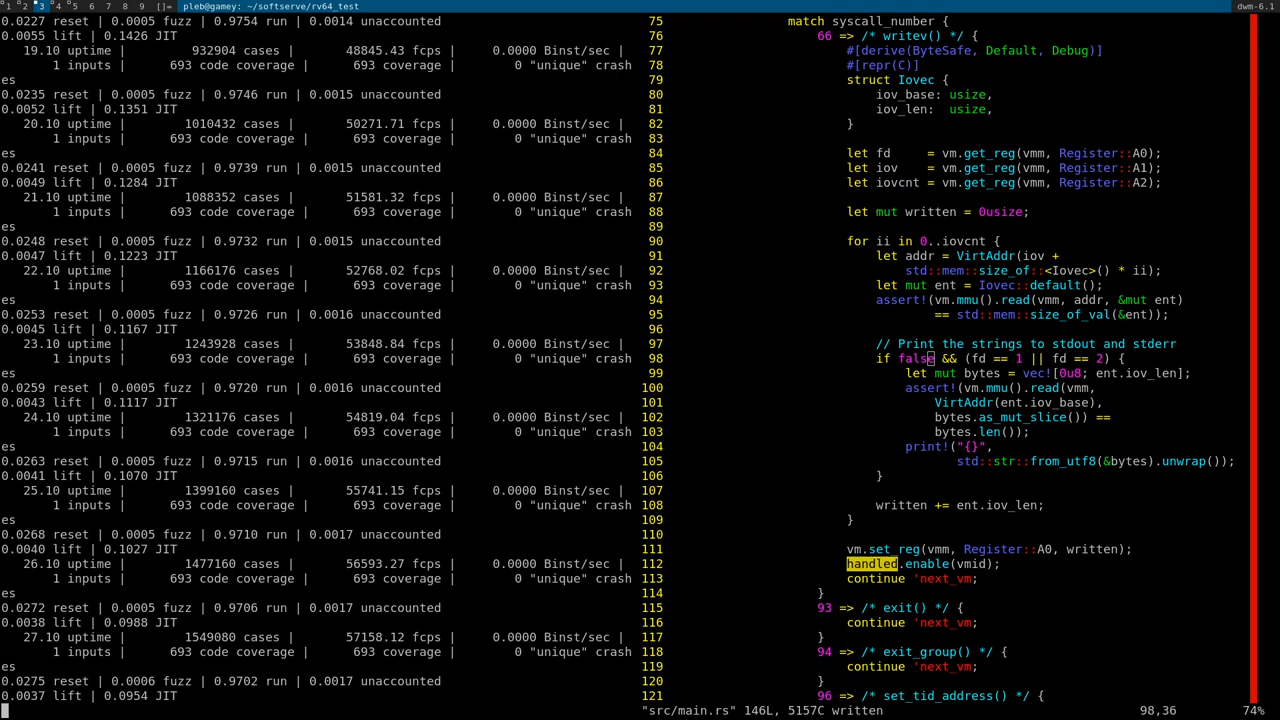 1 2 3 4 5 6 7 8 9 []= pleb@gamey: ~/softserve/rv64_test dwm-6.1
0.0227 reset | 0.0005 fuzz | 0.9754 run | 0.0014 unaccounted
0.0055 lift | 0.1426 JIT
19.10 uptime | 932904 cases | 48845.43 fcps | 0.0000 Binst/sec |
1 inputs | 693 code coverage | 693 coverage | 0 "unique" crash
es
0.0235 reset | 0.0005 fuzz | 0.9746 run | 0.0015 unaccounted
0.0052 lift | 0.1351 JIT
20.10 uptime | 1010432 cases | 50271.71 fcps | 0.0000 Binst/sec |
1 inputs | 693 code coverage | 693 coverage | 0 "unique" crash
es
0.0241 reset | 0.0005 fuzz | 0.9739 run | 0.0015 unaccounted
0.0049 lift | 0.1284 JIT
21.10 uptime | 1088352 cases | 51581.32 fcps | 0.0000 Binst/sec |
1 inputs | 693 code coverage | 693 coverage | 0 "unique" crash
es
0.0248 reset | 0.0005 fuzz | 0.9732 run | 0.0015 unaccounted
0.0047 lift | 0.1223 JIT
22.10 uptime | 1166176 cases | 52768.02 fcps | 0.0000 Binst/sec |
1 inputs | 693 code coverage | 693 coverage | 0 "unique" crash
es
0.0253 reset | 0.0005 fuzz | 0.9726 run | 0.0016 unaccounted
0.0045 lift | 0.1167 JIT
23.10 uptime | 1243928 cases | 53848.84 fcps | 0.0000 Binst/sec |
1 inputs | 693 code coverage | 693 coverage | 0 "unique" crash
es
0.0259 reset | 0.0005 fuzz | 0.9720 run | 0.0016 unaccounted
0.0043 lift | 0.1117 JIT
24.10 uptime | 1321176 cases | 54819.04 fcps | 0.0000 Binst/sec |
1 inputs | 693 code coverage | 693 coverage | 0 "unique" crash
es
0.0263 reset | 0.0005 fuzz | 0.9715 run | 0.0016 unaccounted
0.0041 lift | 0.1070 JIT
25.10 uptime | 1399160 cases | 55741.15 fcps | 0.0000 Binst/sec |
1 inputs | 693 code coverage | 693 coverage | 0 "unique" crash
es
0.0268 reset | 0.0005 fuzz | 0.9710 run | 0.0017 unaccounted
0.0040 lift | 0.1027 JIT
26.10 uptime | 1477160 cases | 56593.27 fcps | 0.0000 Binst/sec |
1 inputs | 693 code coverage | 693 coverage | 0 "unique" crash
es
0.0272 reset | 0.0005 fuzz | 0.9706 run | 0.0017 unaccounted
0.0038 lift | 0.0988 JIT
27.10 uptime | 1549080 cases | 57158.12 fcps | 0.0000 Binst/sec |
1 inputs | 693 code coverage | 693 coverage | 0 "unique" crash
es
0.0275 reset | 0.0006 fuzz | 0.9702 run | 0.0017 unaccounted
0.0037 lift | 0.0954 JIT
75 match syscall_number {
76 66 => /* writev() */ {
77 #[derive(ByteSafe, Default, Debug)]
78 #[repr(C)]
79 struct Iovec {
80 iov_base: usize,
81 iov_len: usize,
82 }
83
84 let fd = vm.get_reg(vmm, Register::A0);
85 let iov = vm.get_reg(vmm, Register::A1);
86 let iovcnt = vm.get_reg(vmm, Register::A2);
87
88 let mut written = 0usize;
89
90 for ii in 0..iovcnt {
91 let addr = VirtAddr(iov +
92 std::mem::size_of::<Iovec>() * ii);
93 let mut ent = Iovec::default();
94 assert!(vm.mmu().read(vmm, addr, &mut ent)
95 == std::mem::size_of_val(&ent));
96
97 // Print the strings to stdout and stderr
98 if false && (fd == 1 || fd == 2) {
99 let mut bytes = vec![0u8; ent.iov_len];
100 assert!(vm.mmu().read(vmm,
101 VirtAddr(ent.iov_base),
102 bytes.as_mut_slice()) ==
103 bytes.len());
104 print!("{}",
105 std::str::from_utf8(&bytes).unwrap());
106 }
107
108 written += ent.iov_len;
109 }
110
111 vm.set_reg(vmm, Register::A0, written);
112 handled.enable(vmid);
113 continue 'next_vm;
114 }
115 93 => /* exit() */ {
116 continue 'next_vm;
117 }
118 94 => /* exit_group() */ {
119 continue 'next_vm;
120 }
121 96 => /* set_tid_address() */ {
"src/main.rs" 146L, 5157C written 98,36 74%